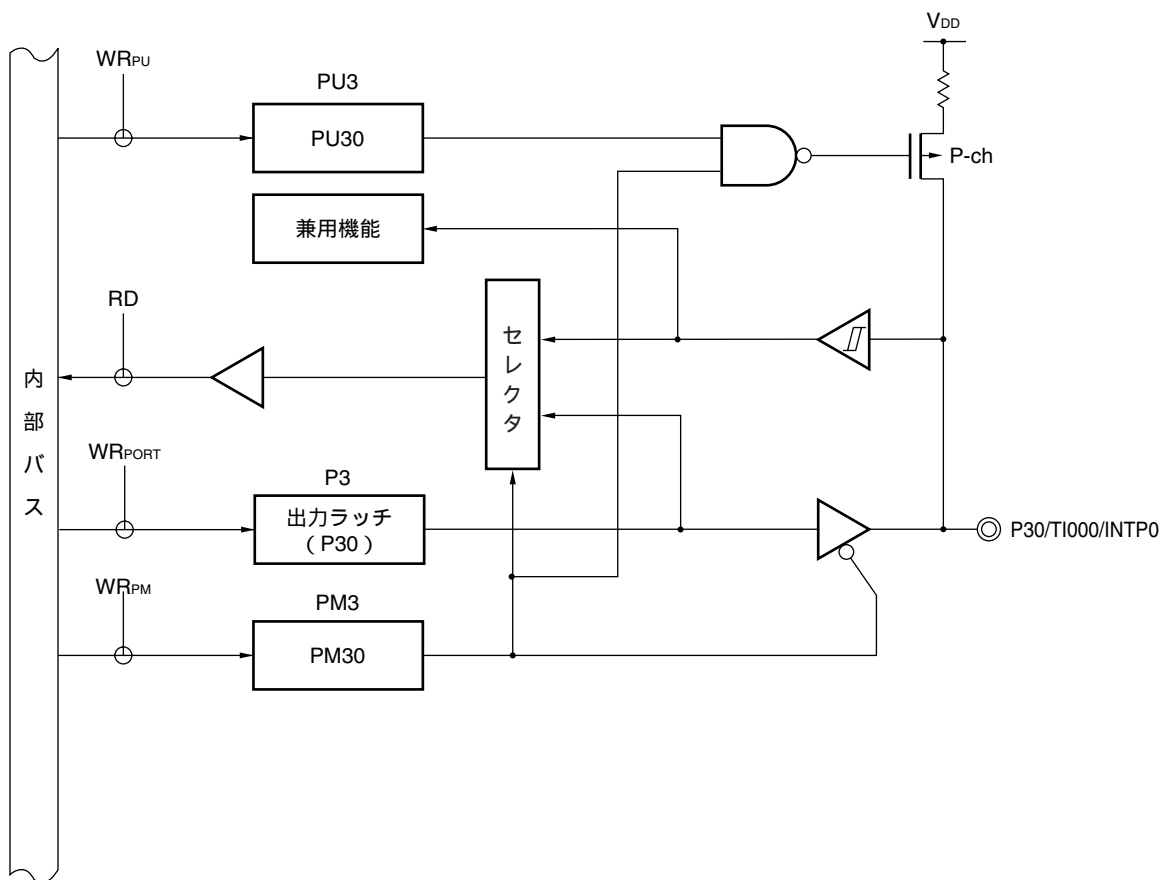 VDD
WRPU
PU3
PU30
P-ch
兼用機能
RD
セレクタ
内部バス
WRPORT
P3
出力ラッチ
（P30）
P30/TI000/INTP0
WRPM
PM3
PM30